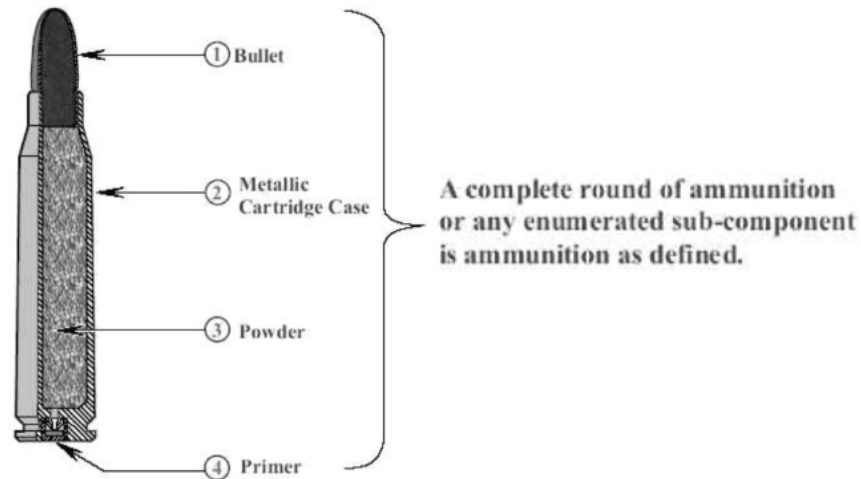 ① Bullet
② Metallic
Cartridge Case
③ Powder
④ Primer
A complete round of ammunition
or any enumerated sub-component
is ammunition as defined.